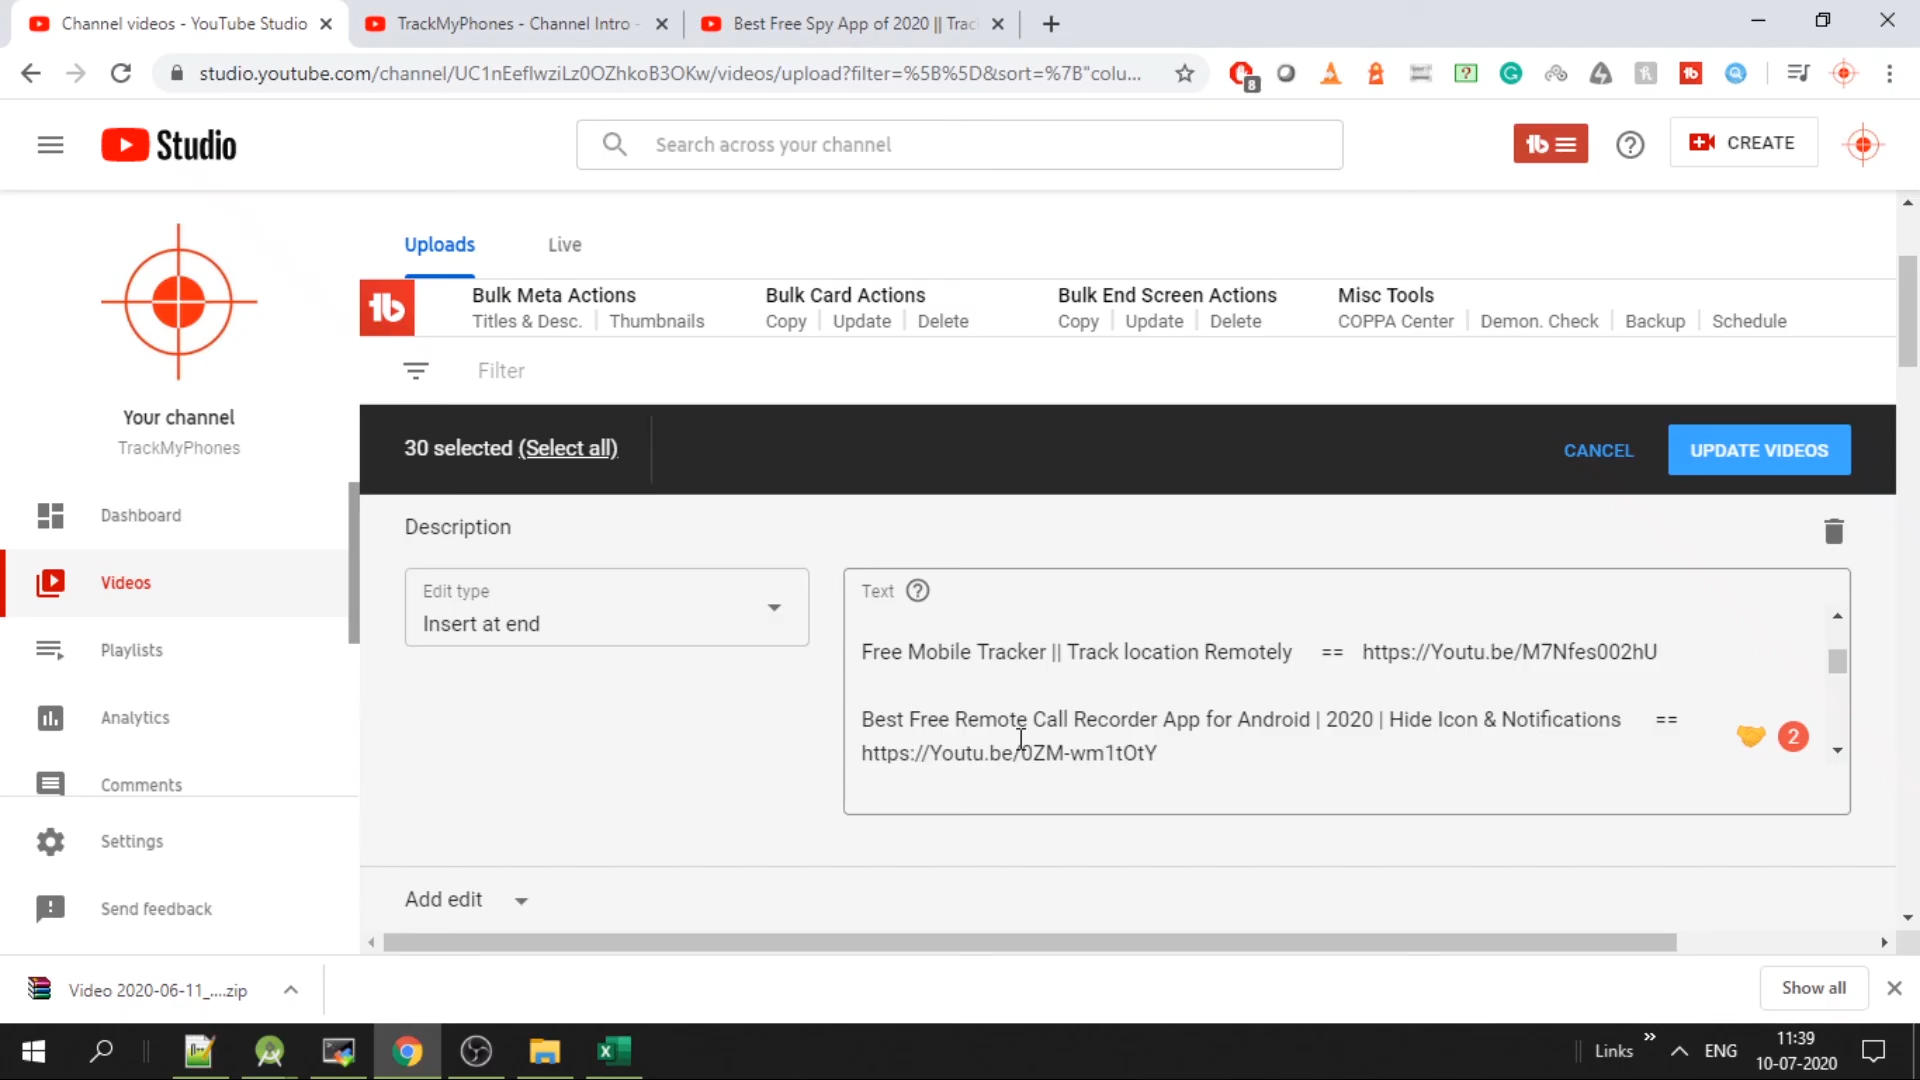 Channel videos - YouTube Studio
TrackMyPhones - Channel Intro -
Best Free Spy App of 2020 || Trac
studio.youtube.com/channel/UC1nEefIwziLz0OZhkoB3OKw/videos/upload?filter=%5B%5D&sort=%7B"colu...
8
Studio
Search across your channel
CREATE
Uploads
Live
Bulk Meta Actions
Bulk Card Actions
Bulk End Screen Actions
Misc Tools
Titles & Desc.
Thumbnails
Copy
Update
Delete
Copy
Update
Delete
COPPA Center
Demon. Check
Backup
Schedule
Filter
Your channel
TrackMyPhones
30 selected (Select all)
CANCEL
UPDATE VIDEOS
Dashboard
Videos
Playlists
Analytics
Comments
Settings
Send feedback
Description
Edit type
Insert at end
Text
Free Mobile Tracker || Track location Remotely == https://Youtu.be/M7Nfes002hU
Best Free Remote Call Recorder App for Android | 2020 | Hide Icon & Notifications ==
https://Youtu.be/0ZM-wm1tOtY
2
Add edit
Video 2020-06-11_....zip
Show all
Links
ENG
11:39
10-07-2020